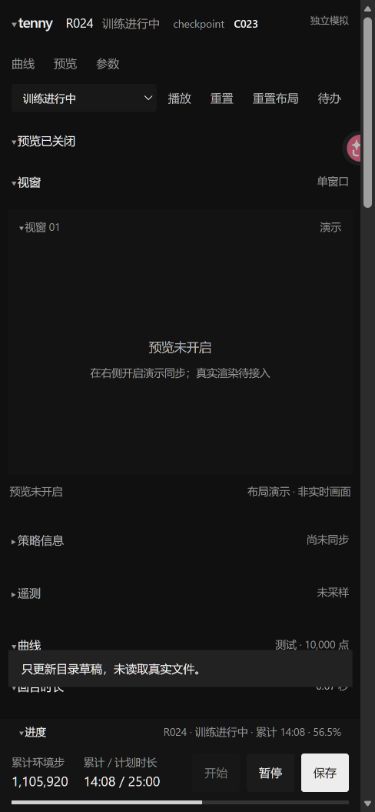 tenny R024 训练进行中 checkpoint C023 独立模拟
曲线 预览 参数
训练进行中 播放 重置 重置布局 待办
预览已关闭
视窗 单窗口
视窗 01 演示
预览未开启
在右侧开启演示同步；真实渲染待接入
预览未开启 布局演示 · 非实时画面
策略信息 尚未同步
遥测 未采样
曲线 测试 · 10,000 点
只更新目录草稿，未读取真实文件。
进度 R024 · 训练进行中 · 累计 14:08 · 56.5%
累计环境步 累计 / 计划时长
1,105,920 14:08 / 25:00 开始 暂停 保存